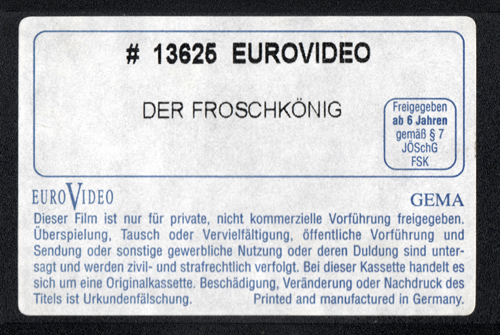 # 13625 EUROVIDEO
DER FROSCHKÖNIG
Freigegeben
ab 6 Jahren
gemäß § 7
JÖSchG
FSK
EUROVIDEO
GEMA
Dieser Film ist nur für private, nicht kommerzielle Vorführung freigegeben.
Überspielung, Tausch oder Vervielfältigung, öffentliche Vorführung und
Sendung oder sonstige gewerbliche Nutzung oder deren Duldung sind unter-
sagt und werden zivil- und strafrechtlich verfolgt. Bei dieser Kassette handelt es
sich um eine Originalkassette. Beschädigung, Veränderung oder Nachdruck des
Titels ist Urkundenfälschung. Printed and manufactured in Germany.